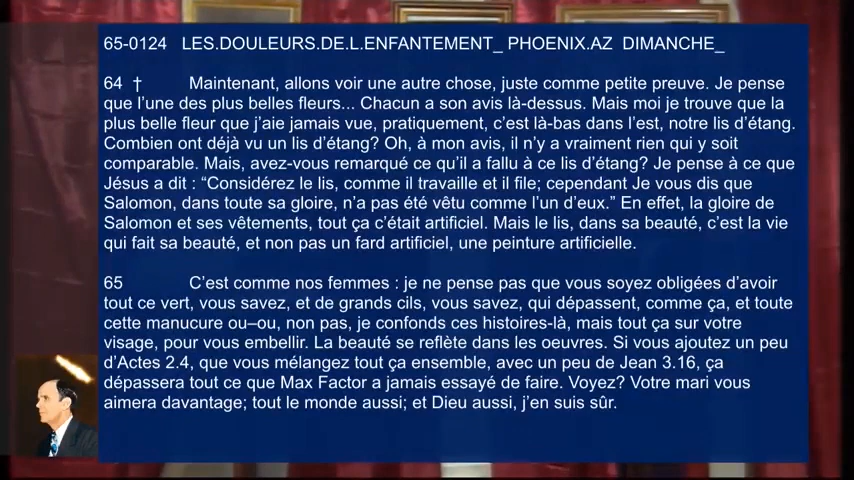 65-0124 LES.DOULEURS.DE.L.ENFANTEMENT_ PHOENIX.AZ DIMANCHE_
64 † Maintenant, allons voir une autre chose, juste comme petite preuve. Je pense
que l'une des plus belles fleurs... Chacun a son avis là-dessus. Mais moi je trouve que la
plus belle fleur que j'aie jamais vue, pratiquement, c'est là-bas dans l'est, notre lis d'étang.
Combien ont déjà vu un lis d'étang? Oh, à mon avis, il n'y a vraiment rien qui y soit
comparable. Mais, avez-vous remarqué ce qu'il a fallu à ce lis d'étang? Je pense à ce que
Jésus a dit : “Considérez le lis, comme il travaille et il file; cependant Je vous dis que
Salomon, dans toute sa gloire, n'a pas été vêtu comme l'un d'eux.” En effet, la gloire de
Salomon et ses vêtements, tout ça c'était artificiel. Mais le lis, dans sa beauté, c'est la vie
qui fait sa beauté, et non pas un fard artificiel, une peinture artificielle.
65 C'est comme nos femmes : je ne pense pas que vous soyez obligées d'avoir
tout ce vert, vous savez, et de grands cils, vous savez, qui dépassent, comme ça, et toute
cette manucure ou–ou, non pas, je confonds ces histoires-là, mais tout ça sur votre
visage, pour vous embellir. La beauté se reflète dans les oeuvres. Si vous ajoutez un peu
d'Actes 2.4, que vous mélangez tout ça ensemble, avec un peu de Jean 3.16, ça
dépassera tout ce que Max Factor a jamais essayé de faire. Voyez? Votre mari vous
aimera davantage; tout le monde aussi; et Dieu aussi, j'en suis sûr.